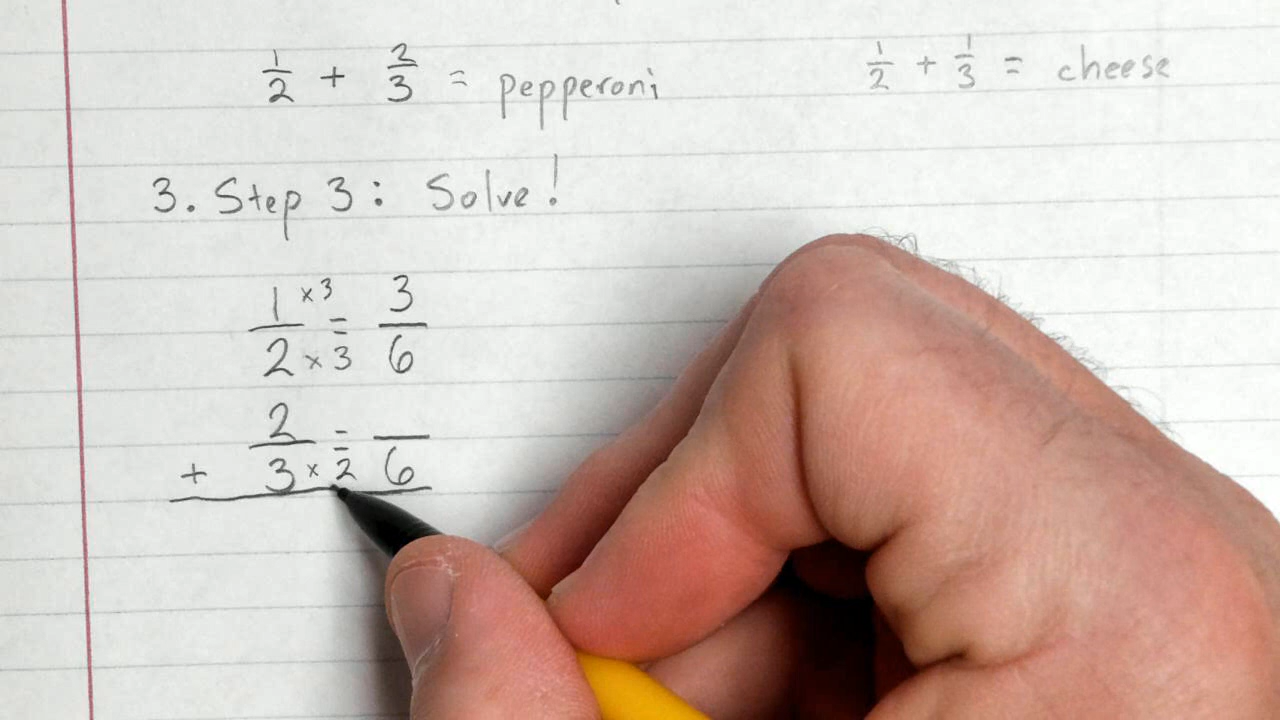 1/2 + 2/3 = pepperoni
1/2 + 1/3 = cheese
3. Step 3: Solve!
1 ×3 = 3
2 ×3 6
2 =
+ 3 × 2 6